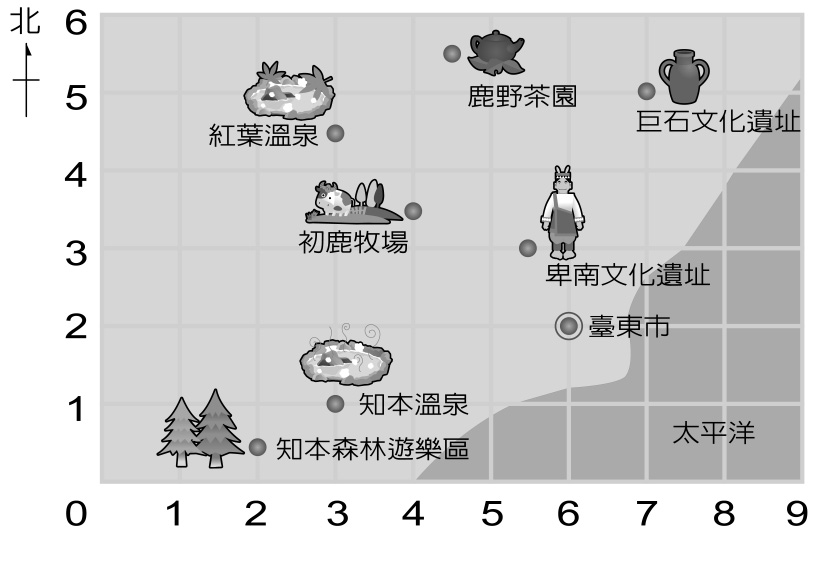 北
6
5
4
3
2
1
0 1 2 3 4 5 6 7 8 9
鹿野茶園
巨石文化遺址
紅葉溫泉
初鹿牧場
卑南文化遺址
臺東市
知本溫泉
知本森林遊樂區
太平洋